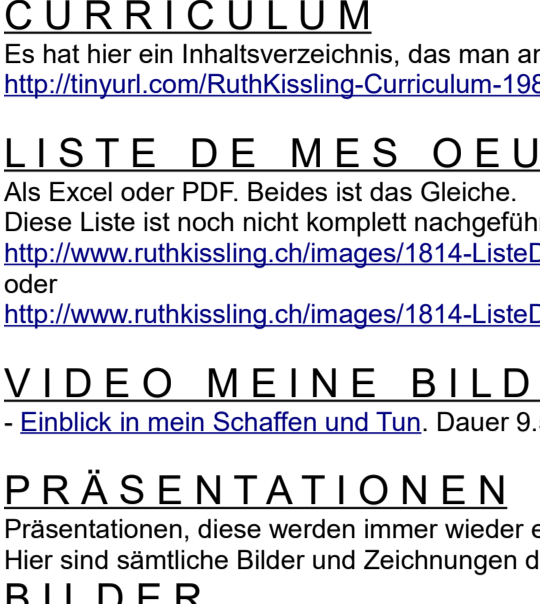 C U R R I C U L U M
Es hat hier ein Inhaltsverzeichnis, das man
http://tinyurl.com/RuthKissling-Curriculum-198
L I S T E   D E   M E S   O E U
Als Excel oder PDF. Beides ist das Gleiche.
Diese Liste ist noch nicht komplett nachgeführ
http://www.ruthkissling.ch/images/1814-ListeD
oder
http://www.ruthkissling.ch/images/1814-ListeD
V I D E O   M E I N E   B I L D
- Einblick in mein Schaffen und Tun. Dauer 9.
P R Ä S E N T A T I O N E N
Präsentationen, diese werden immer wieder e
Hier sind sämtliche Bilder und Zeichnungen d
B I L D E R